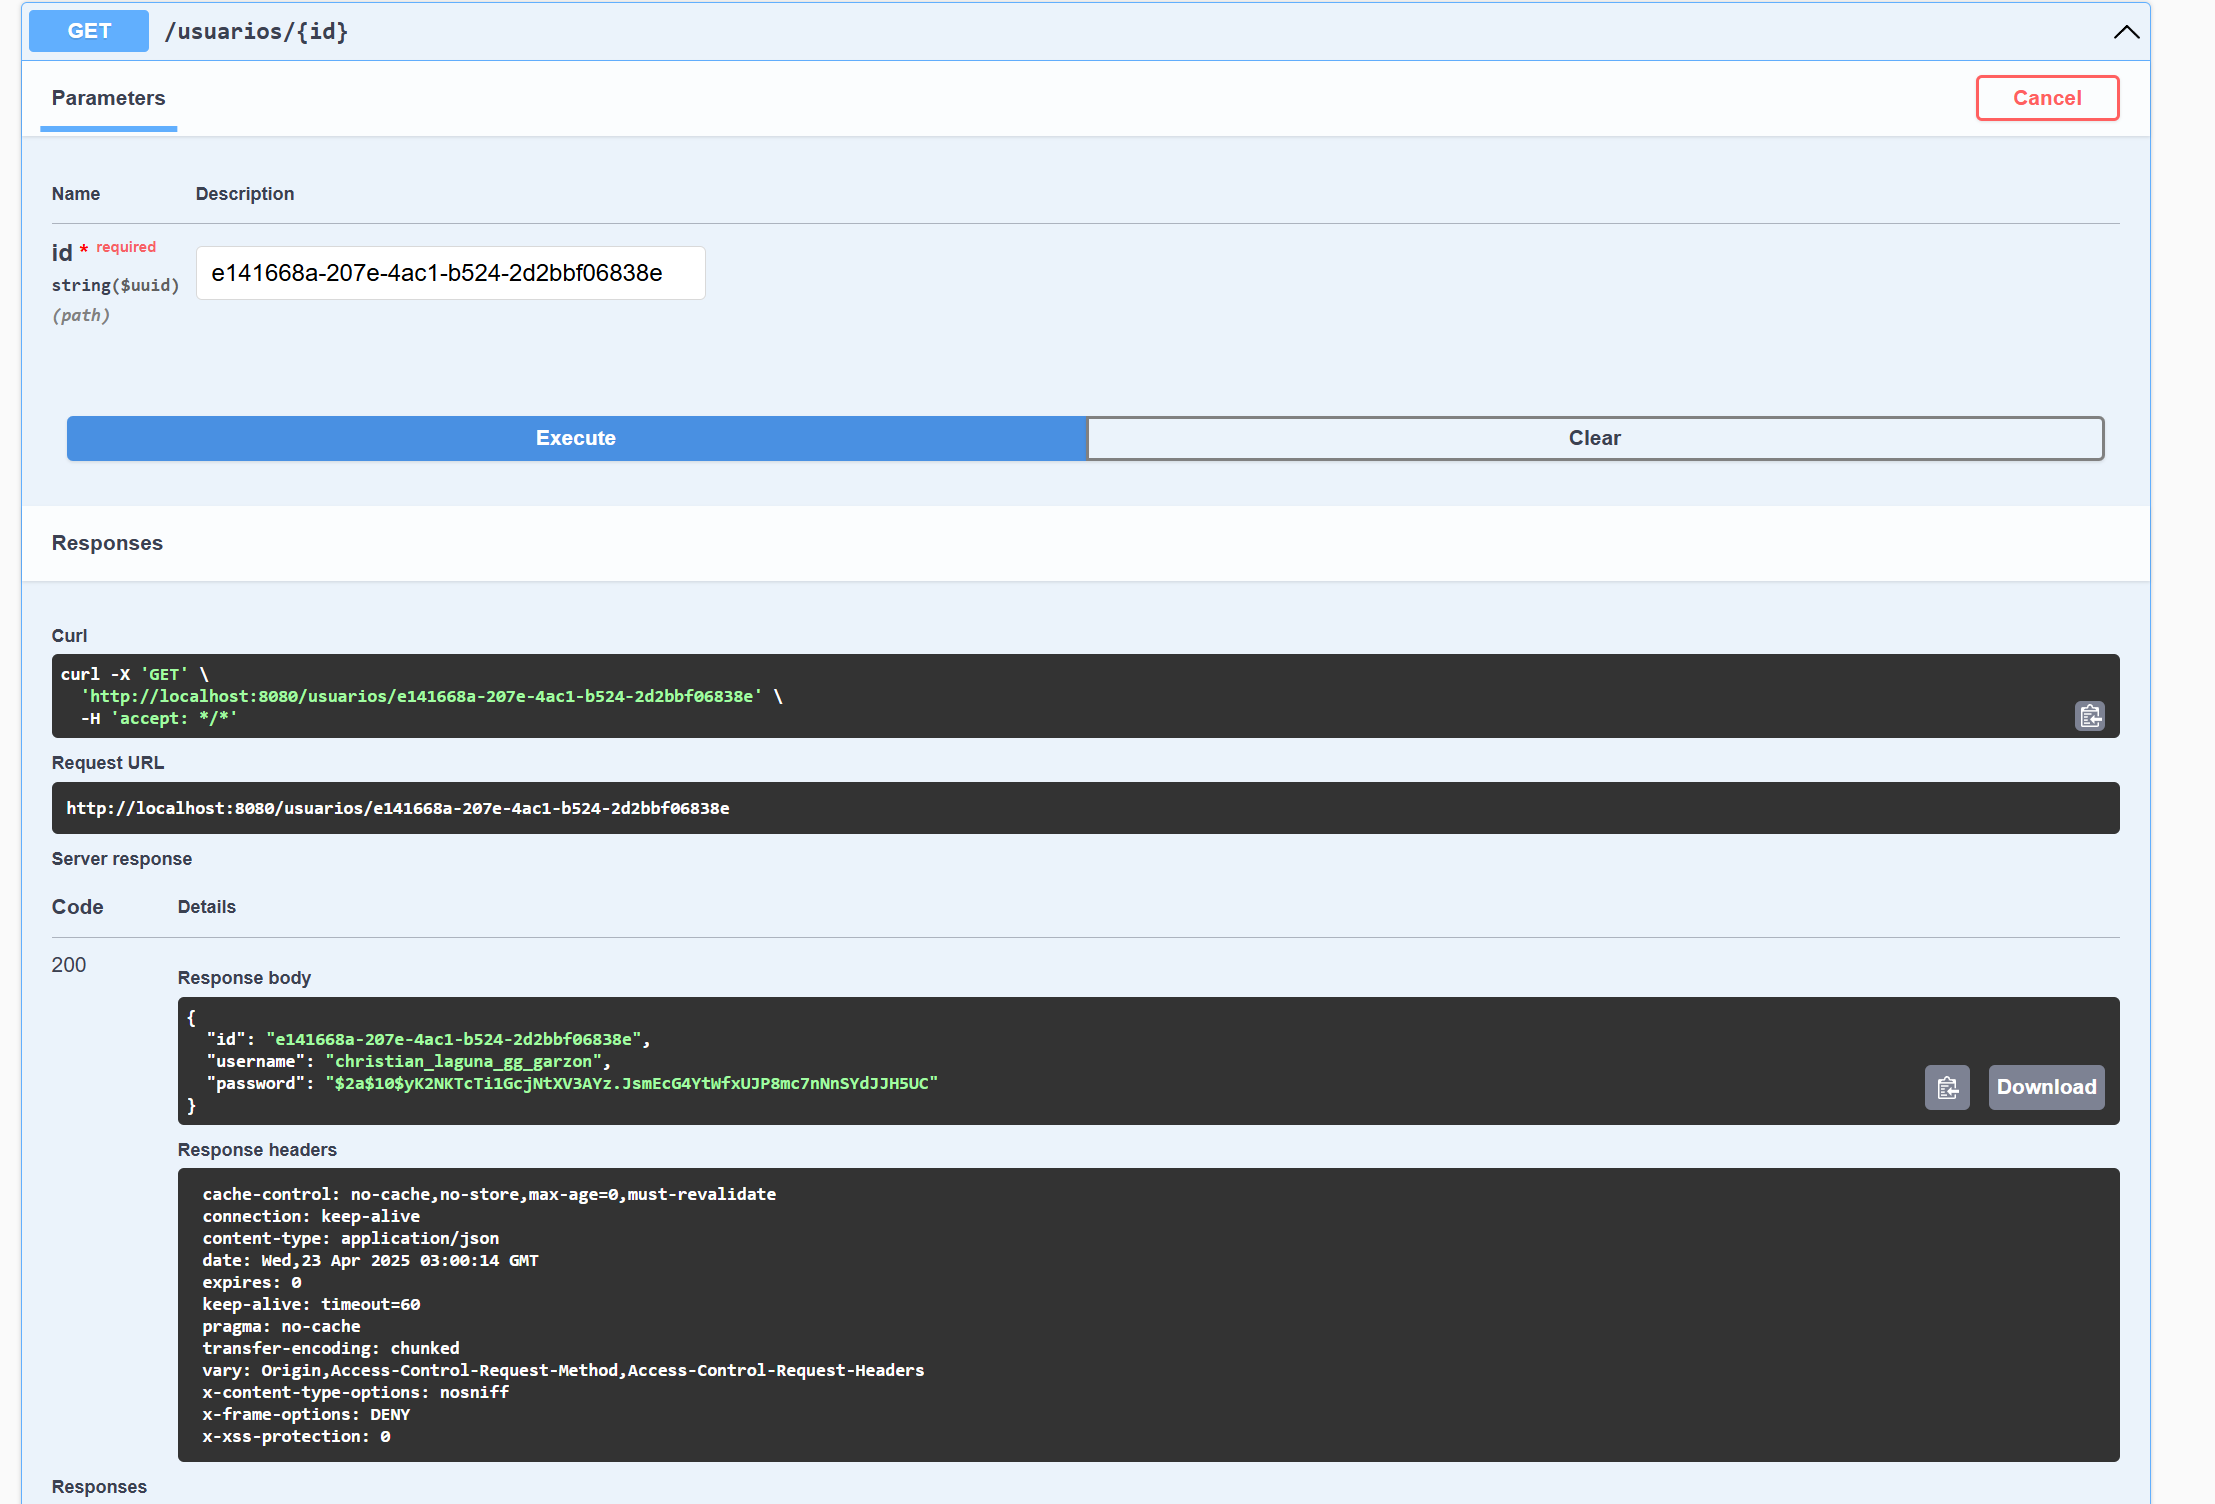 GET /usuarios/{id}
Parameters
Cancel
Name Description
id * required
string($uuid)
(path)
e141668a-207e-4ac1-b524-2d2bbf06838e
Execute Clear
Responses
Curl
curl -X 'GET' \
'http://localhost:8080/usuarios/e141668a-207e-4ac1-b524-2d2bbf06838e' \
-H 'accept: */*'
Request URL
http://localhost:8080/usuarios/e141668a-207e-4ac1-b524-2d2bbf06838e
Server response
Code Details
200
Response body
{
"id": "e141668a-207e-4ac1-b524-2d2bbf06838e",
"username": "christian_laguna_gg_garzon",
"password": "$2a$10$yK2NKTcTi1GcjNtXV3AYz.JsmEcG4YtWfxUJP8mc7nNnSYdJJH5UC"
}
Download
Response headers
cache-control: no-cache,no-store,max-age=0,must-revalidate
connection: keep-alive
content-type: application/json
date: Wed,23 Apr 2025 03:00:14 GMT
expires: 0
keep-alive: timeout=60
pragma: no-cache
transfer-encoding: chunked
vary: Origin,Access-Control-Request-Method,Access-Control-Request-Headers
x-content-type-options: nosniff
x-frame-options: DENY
x-xss-protection: 0
Responses